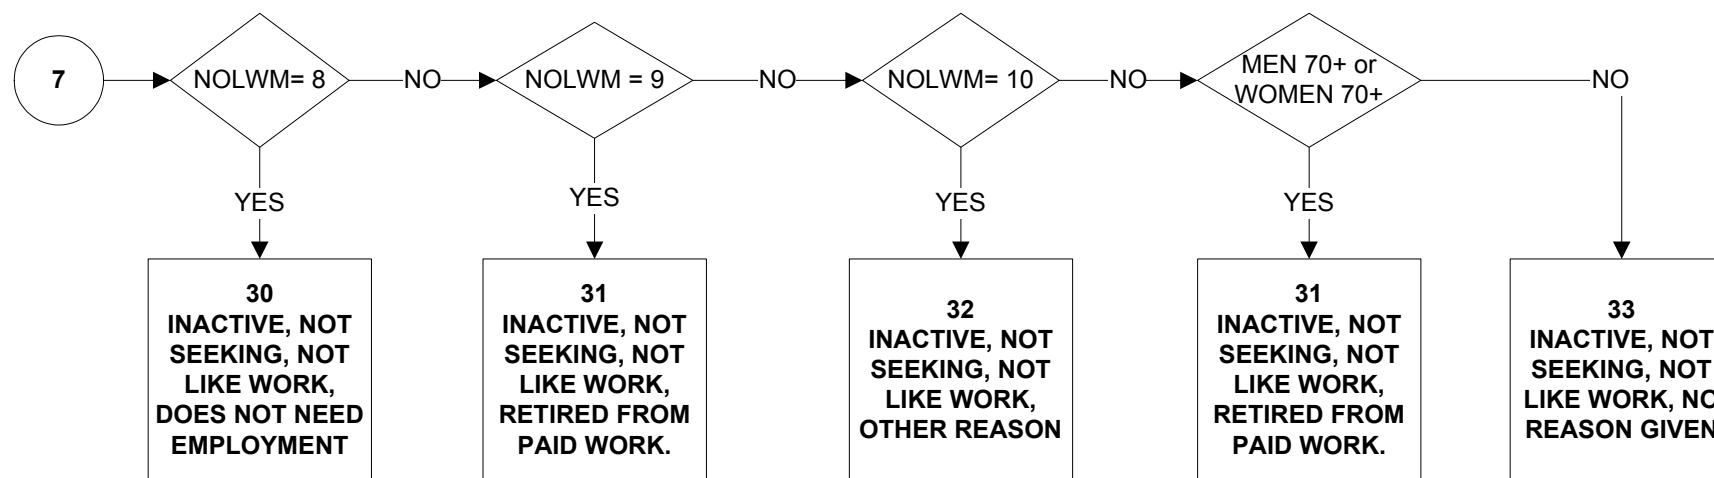 7
NOLWM= 8
NO
NOLWM = 9
NO
NOLWM= 10
NO
MEN 70+ or
WOMEN 70+
NO
YES
YES
YES
YES
30
INACTIVE, NOT
SEEKING, NOT
LIKE WORK,
DOES NOT NEED
EMPLOYMENT
31
INACTIVE, NOT
SEEKING, NOT
LIKE WORK,
RETIRED FROM
PAID WORK.
32
INACTIVE, NOT
SEEKING, NOT
LIKE WORK,
OTHER REASON
31
INACTIVE, NOT
SEEKING, NOT
LIKE WORK,
RETIRED FROM
PAID WORK.
33
INACTIVE, NOT
SEEKING, NOT
LIKE WORK, NO
REASON GIVEN